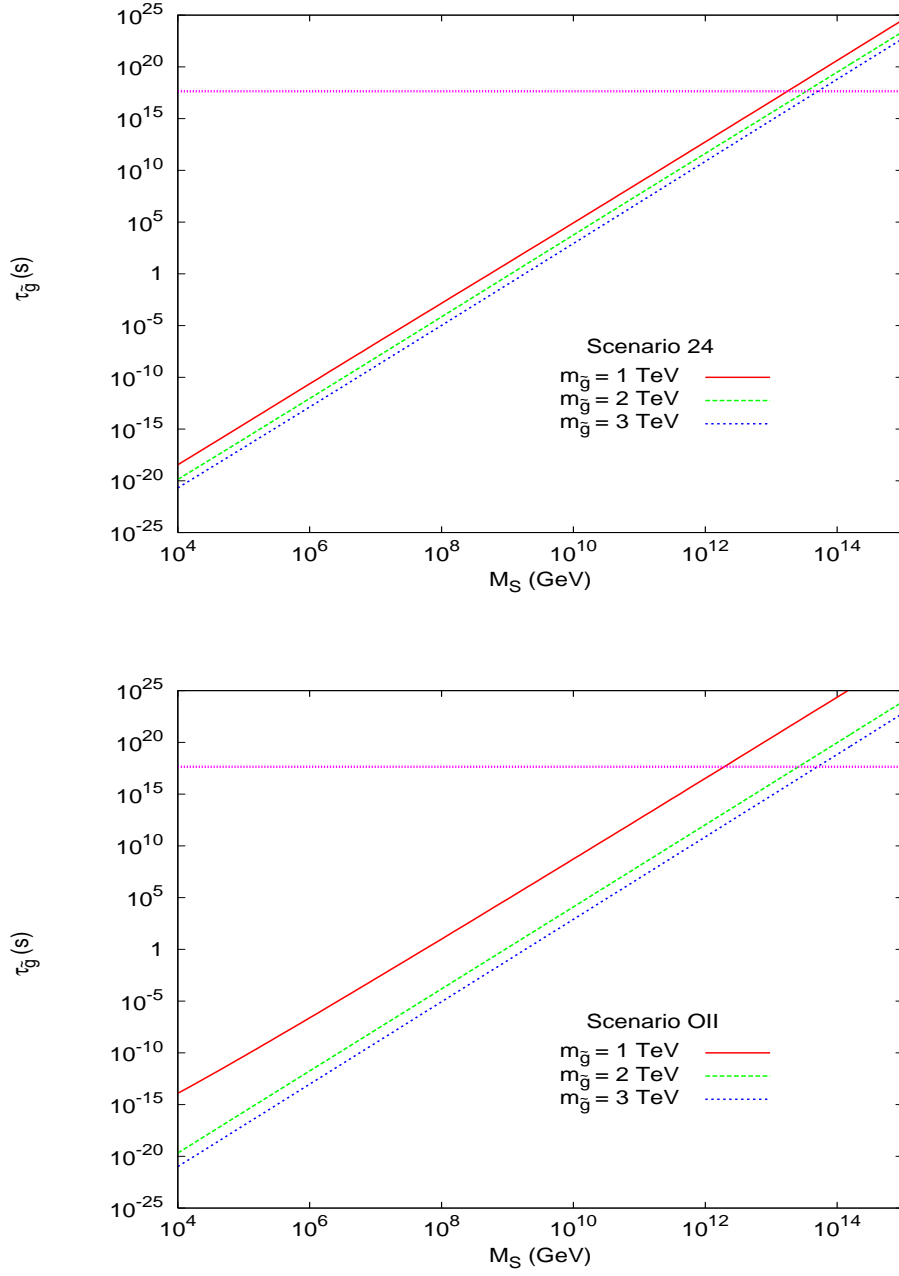 10^25
10^20
10^15
10^10
10^5
1
10^-5
10^-10
10^-15
10^-20
10^-25
τ_g̃ (s)
Scenario 24
m_g̃ = 1 TeV
m_g̃ = 2 TeV
m_g̃ = 3 TeV
10^4 10^6 10^8 10^10 10^12 10^14
M_S (GeV)
10^25
10^20
10^15
10^10
10^5
1
10^-5
10^-10
10^-15
10^-20
10^-25
τ_g̃ (s)
Scenario OII
m_g̃ = 1 TeV
m_g̃ = 2 TeV
m_g̃ = 3 TeV
10^4 10^6 10^8 10^10 10^12 10^14
M_S (GeV)